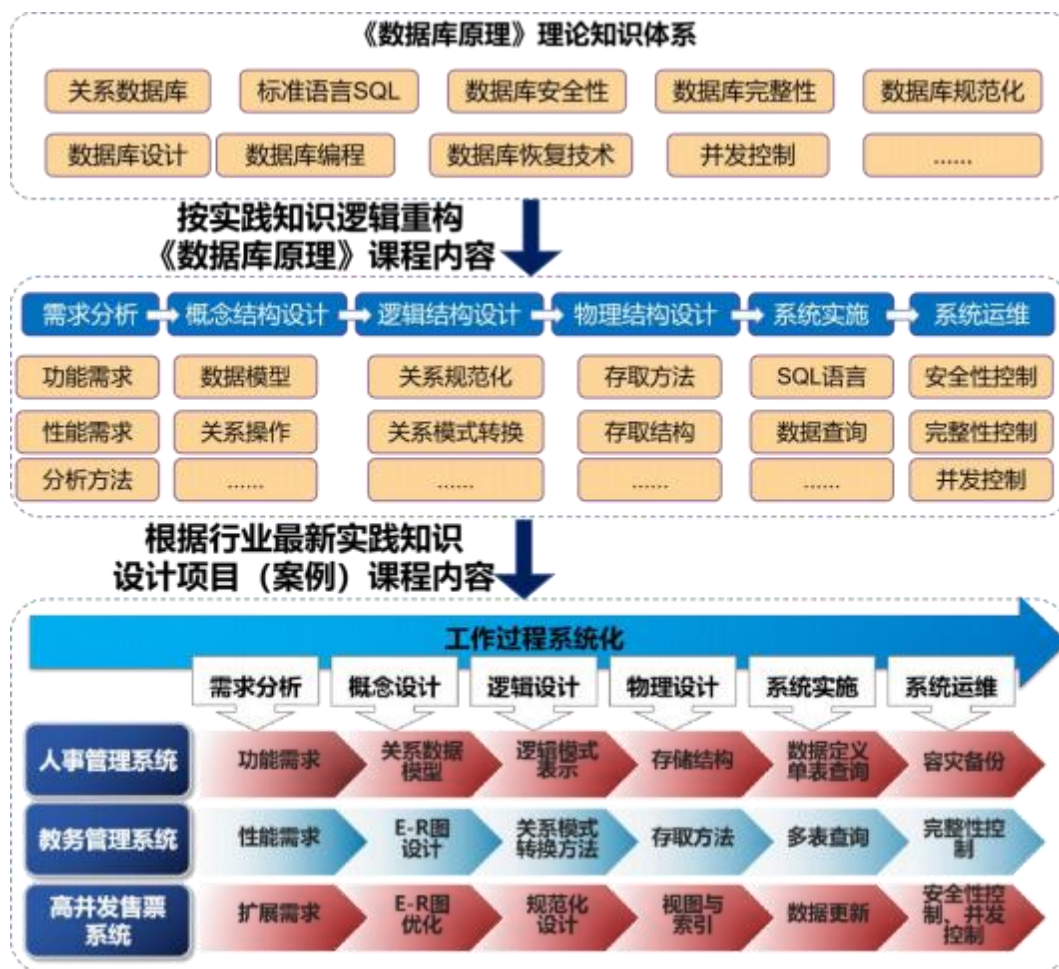 《数据库原理》理论知识体系
关系数据库 标准语言SQL 数据库安全性 数据库完整性 数据库规范化
数据库设计 数据库编程 数据库恢复技术 并发控制 ......
按实践知识逻辑重构
《数据库原理》课程内容
需求分析 概念结构设计 逻辑结构设计 物理结构设计 系统实施 系统运维
功能需求 数据模型 关系规范化 存取方法 SQL语言 安全性控制
性能需求 关系操作 关系模式转换 存取结构 数据查询 完整性控制
分析方法 ...... ...... ...... ...... 并发控制
根据行业最新实践知识
设计项目（案例）课程内容
工作过程系统化
需求分析 概念设计 逻辑设计 物理设计 系统实施 系统运维
人事管理系统
功能需求
关系数据
模型
逻辑模式
表示
存储结构
数据定义
单表查询
容灾备份
教务管理系统
性能需求
E-R图
设计
关系模式
转换方法
存取方法
多表查询
完整性控
制
高并发售票
系统
扩展需求
E-R图
优化
规范化
设计
视图与
索引
数据更新
安全性控
制、并发
控制